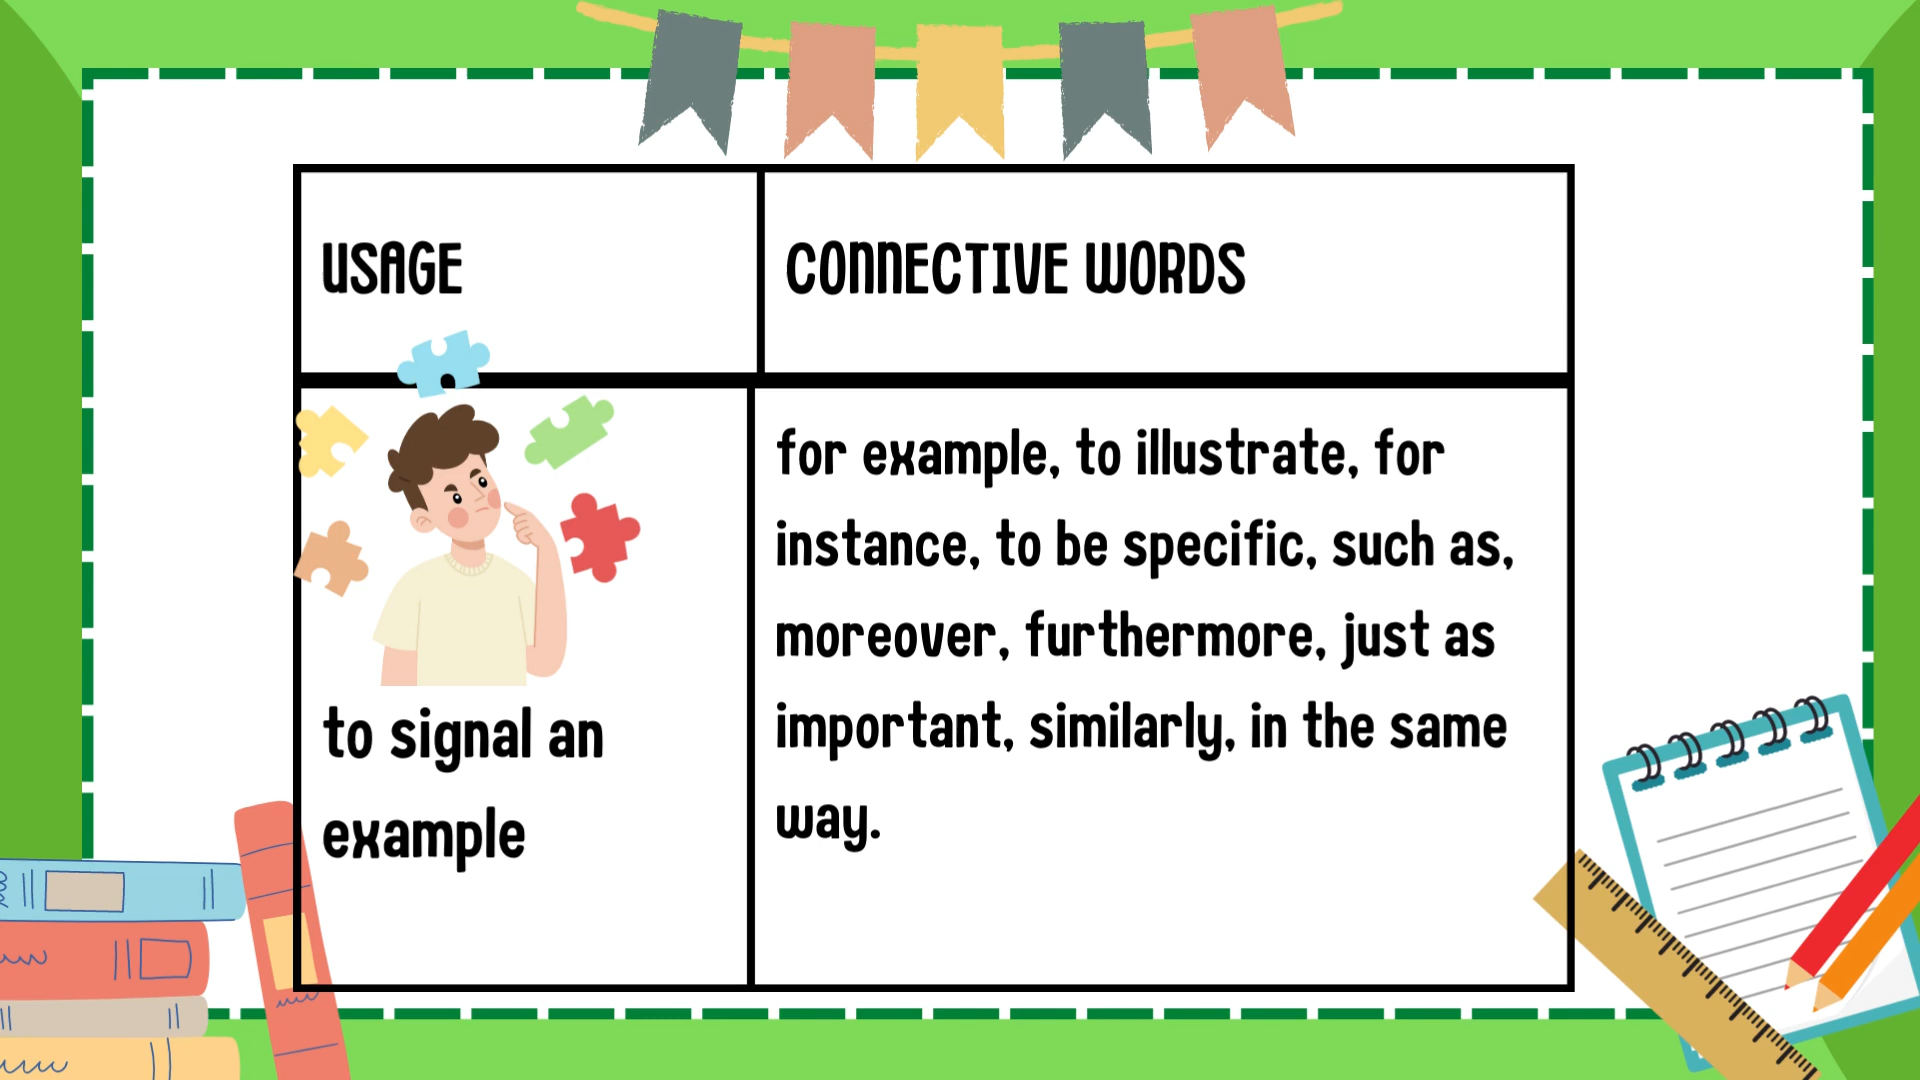 USAGE
CONNECTIVE WORDS
to signal an
example
for example, to illustrate, for
instance, to be specific, such as,
moreover, furthermore, just as
important, similarly, in the same
way.